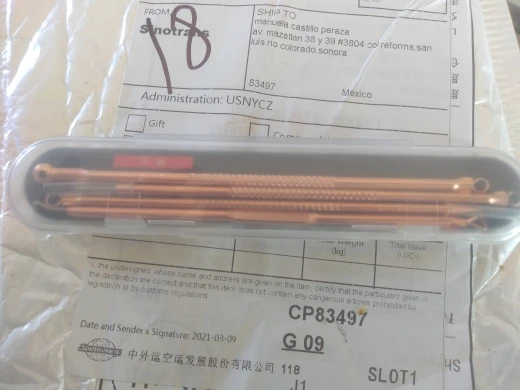 FROM
Sinotrans
18
SHIP TO
manuela castillo peraza
av mazatlan 38 y 39 #3804 col reforma,san
luis rio colorado,sonora
83497 Mexico
Administration: USNYCZ
Gift
(kg)
Total Value
(USD)
I, the undersigned, whose name and address are given on the item, certify that the particulars given in
the declaration are correct and that this item does not contain any dangerous articles prohibited by
legislation or by customs regulations
CP83497
Date and Sender's Signature: 2021-03-09
G 09
中外运空运发展股份有限公司 118 SLOT1
J1